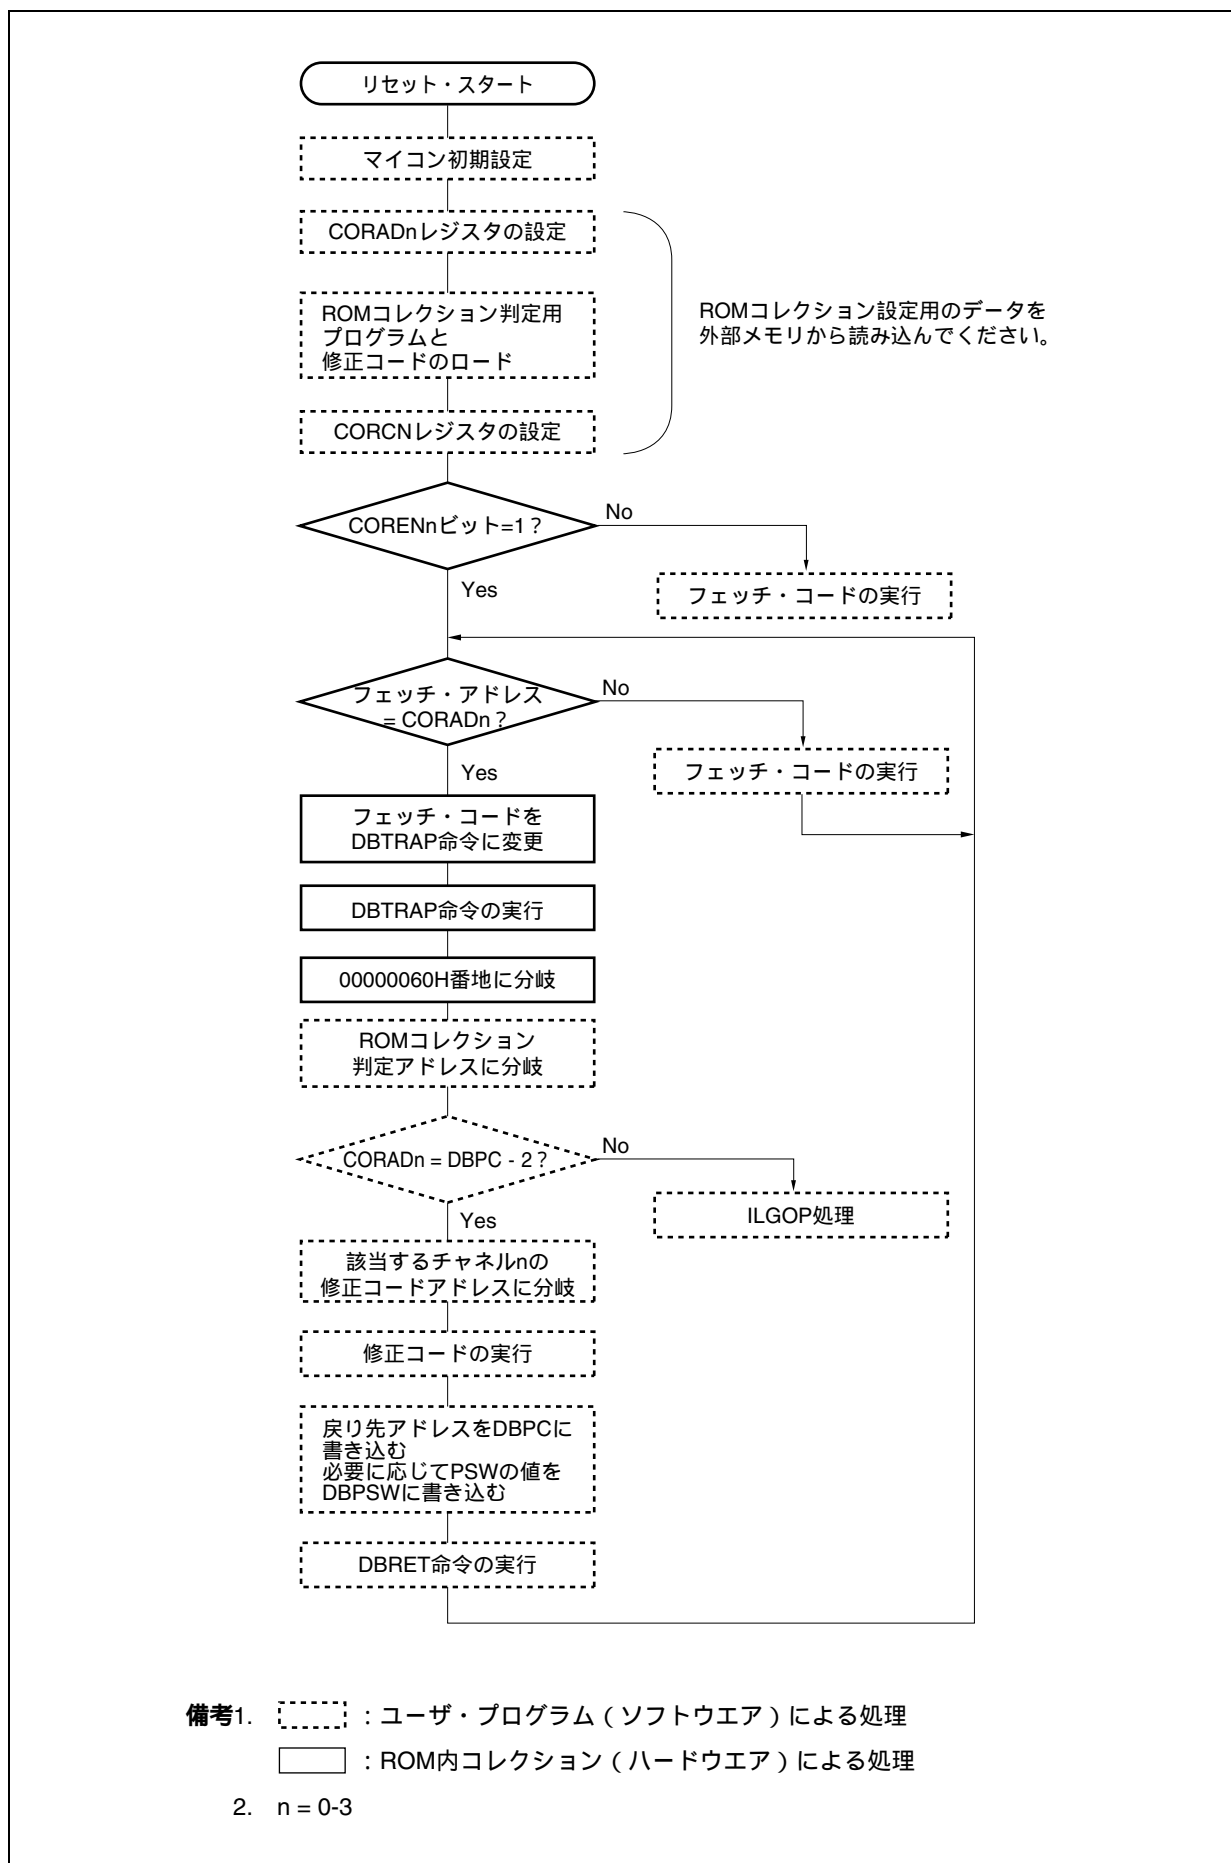 リセット・スタート
マイコン初期設定
CORADnレジスタの設定
ROMコレクション判定用
プログラムと
修正コードのロード
ROMコレクション設定用のデータを
外部メモリから読み込んでください。
CORCNレジスタの設定
CORENnビット=1？
No
Yes
フェッチ・コードの実行
フェッチ・アドレス
= CORADn？
No
Yes
フェッチ・コードの実行
フェッチ・コードを
DBTRAP命令に変更
DBTRAP命令の実行
00000060H番地に分岐
ROMコレクション
判定アドレスに分岐
CORADn = DBPC - 2？
No
Yes
ILGOP処理
該当するチャネルnの
修正コードアドレスに分岐
修正コードの実行
戻り先アドレスをDBPCに
書き込む
必要に応じてPSWの値を
DBPSWに書き込む
DBRET命令の実行
備考1. ：ユーザ・プログラム（ソフトウエア）による処理
：ROM内コレクション（ハードウエア）による処理
2. n = 0-3